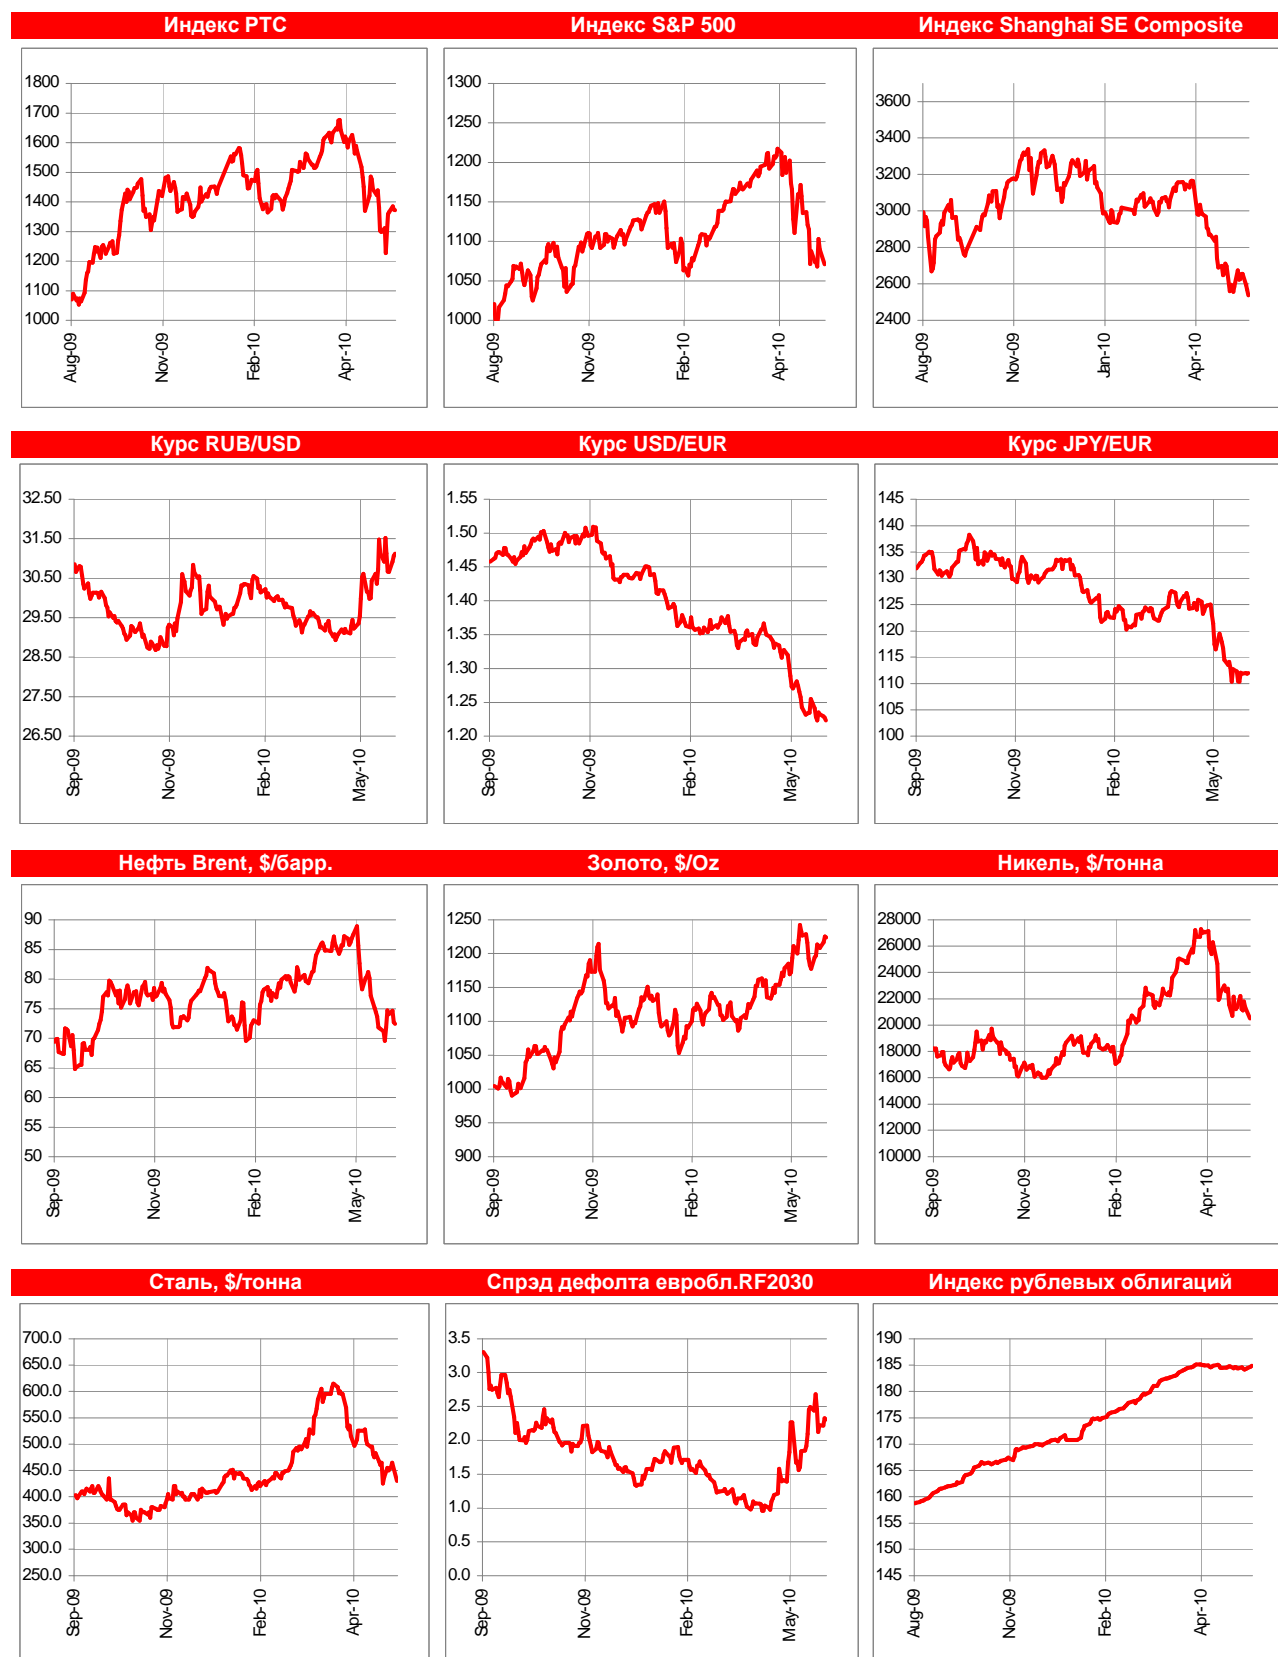 Индекс РТС
Индекс S&P 500
Индекс Shanghai SE Composite
1800
1700
1600
1500
1400
1300
1200
1100
1000
Aug-09
Nov-09
Feb-10
Apr-10
1300
1250
1200
1150
1100
1050
1000
Aug-09
Nov-09
Feb-10
Apr-10
3600
3400
3200
3000
2800
2600
2400
Aug-09
Nov-09
Jan-10
Apr-10
Курс RUB/USD
Курс USD/EUR
Курс JPY/EUR
32.50
31.50
30.50
29.50
28.50
27.50
26.50
Sep-09
Nov-09
Feb-10
May-10
1.55
1.50
1.45
1.40
1.35
1.30
1.25
1.20
Sep-09
Nov-09
Feb-10
May-10
145
140
135
130
125
120
115
110
105
100
Sep-09
Nov-09
Feb-10
May-10
Нефть Brent, $/барр.
Золото, $/Oz
Никель, $/тонна
90
85
80
75
70
65
60
55
50
Sep-09
Nov-09
Feb-10
May-10
1250
1200
1150
1100
1050
1000
950
900
Sep-09
Nov-09
Feb-10
May-10
28000
26000
24000
22000
20000
18000
16000
14000
12000
10000
Sep-09
Nov-09
Feb-10
Apr-10
Сталь, $/тонна
Спрэд дефолта евробл.RF2030
Индекс рублевых облигаций
700.0
650.0
600.0
550.0
500.0
450.0
400.0
350.0
300.0
250.0
Sep-09
Nov-09
Feb-10
Apr-10
3.5
3.0
2.5
2.0
1.5
1.0
0.5
0.0
Sep-09
Nov-09
Feb-10
May-10
190
185
180
175
170
165
160
155
150
145
Aug-09
Nov-09
Feb-10
Apr-10